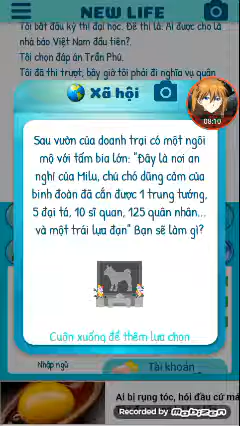 NEW LIFE
Tôi bắt đầu kỳ thi đại học. Đề thi là: Ai được cho là
nhà báo Việt Nam đầu tiên?.
Tôi chọn đáp án Trần Phú.
Tôi đã thi trượt, bây giờ tôi phải đi nghĩa vụ quân
Xã hội
09:10
Sau vườn của doanh trại có một ngôi
mộ với tấm bia lớn: "Đây là nơi an
nghỉ của Milu, chú chó dũng cảm của
binh đoàn đã cắn được 1 trung tướng,
5 đại tá, 10 sĩ quan, 125 quân nhân...
và một trái lựu đạn" Bạn sẽ làm gì?
Cuộn xuống để thêm lựa chọn
Nhập ngũ
Tài khoản
Ai bị rụng tóc, hói đầu cứ má
Recorded by Mobizen